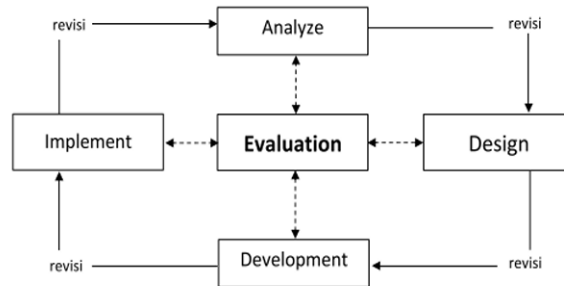 revisi
Analyze
revisi
Implement
Evaluation
Design
revisi
Development
revisi